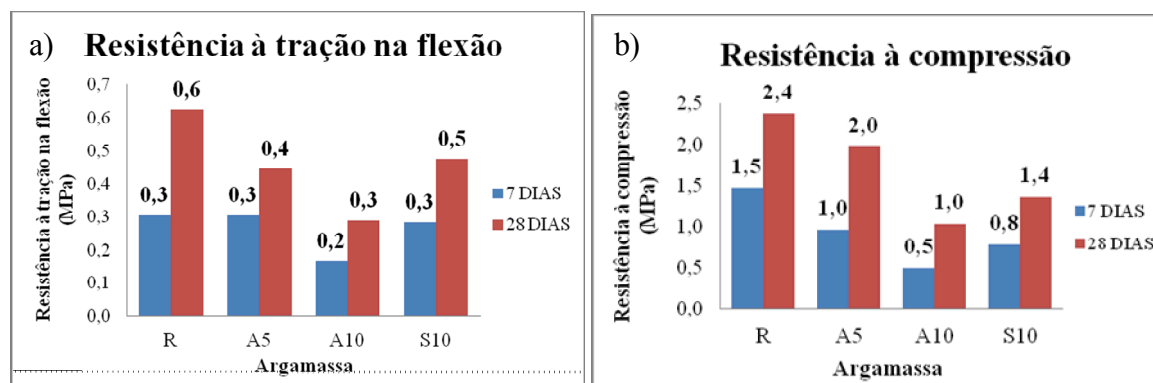 a) Resistência à tração na flexão
Resistência à tração na flexão
(MPa)
0,7
0,6
0,5
0,4
0,3
0,2
0,1
0,0
0,3
0,6
0,3
0,4
0,2
0,3
0,3
0,5
R A5 A10 S10
Argamassa
7 DIAS
28 DIAS
b) Resistência à compressão
Resistência à compressão
(MPa)
2,5
2,0
1,5
1,0
0,5
0,0
1,5
2,4
1,0
2,0
0,5
1,0
0,8
1,4
R A5 A10 S10
Argamassa
7 DIAS
28 DIAS